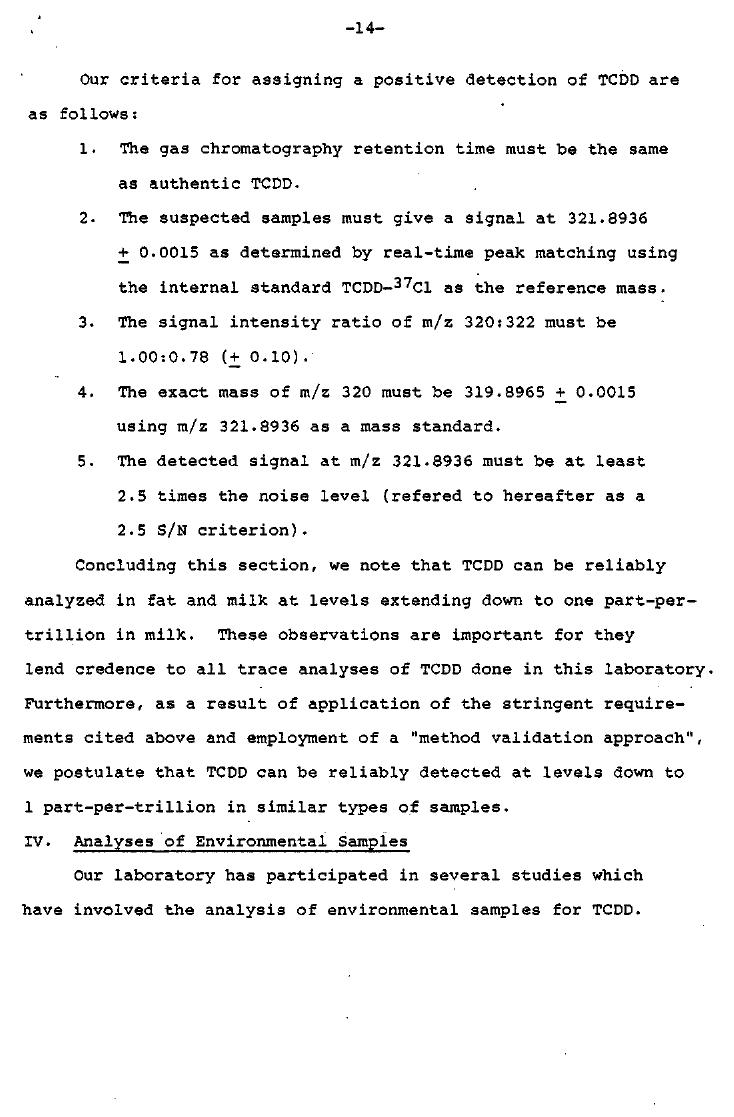 -14-
Our criteria for assigning a positive detection of TCDD are
as follows:
1. The gas chromatography retention time must be the same
as authentic TCDD.
2. The suspected samples must give a signal at 321.8936
± 0.0015 as determined by real-time peak matching using
the internal standard TCDD-³⁷Cl as the reference mass.
3. The signal intensity ratio of m/z 320:322 must be
1.00:0.78 (± 0.10).
4. The exact mass of m/z 320 must be 319.8965 ± 0.0015
using m/z 321.8936 as a mass standard.
5. The detected signal at m/z 321.8936 must be at least
2.5 times the noise level (refered to hereafter as a
2.5 S/N criterion).
Concluding this section, we note that TCDD can be reliably
analyzed in fat and milk at levels extending down to one part-per-
trillion in milk. These observations are important for they
lend credence to all trace analyses of TCDD done in this laboratory.
Furthermore, as a result of application of the stringent require-
ments cited above and employment of a "method validation approach",
we postulate that TCDD can be reliably detected at levels down to
1 part-per-trillion in similar types of samples.
IV. Analyses of Environmental Samples
Our laboratory has participated in several studies which
have involved the analysis of environmental samples for TCDD.